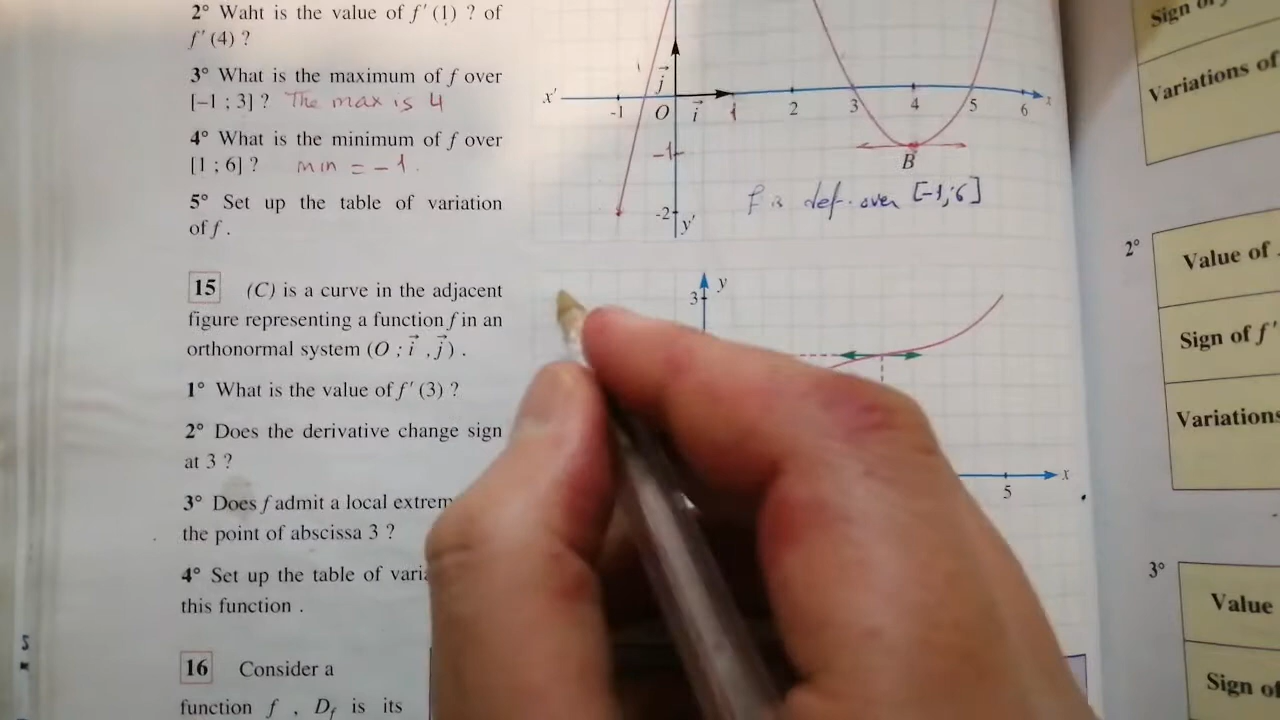 2° Waht is the value of f' (1) ? of
f' (4) ?
3° What is the maximum of f over
[–1 ; 3] ? The max is 4
4° What is the minimum of f over
[1 ; 6] ? min = -1.
5° Set up the table of variation
of f .
x' -1 O i 1 2 3 4 5 6 x
j
-1
B
-2 y'
f is def. over [-1;6]
15 (C) is a curve in the adjacent
figure representing a function f in an
orthonormal system (O ; i , j) .
1° What is the value of f' (3) ?
2° Does the derivative change sign
at 3 ?
3° Does f admit a local
the point of abscissa 3 ?
4° Set up the table of
this function .
16 Consider a
function f , Df is its
y
3
5 x
Sign of
Variations of
2° Value of
Sign of f'
Variations
3° Value
Sign of